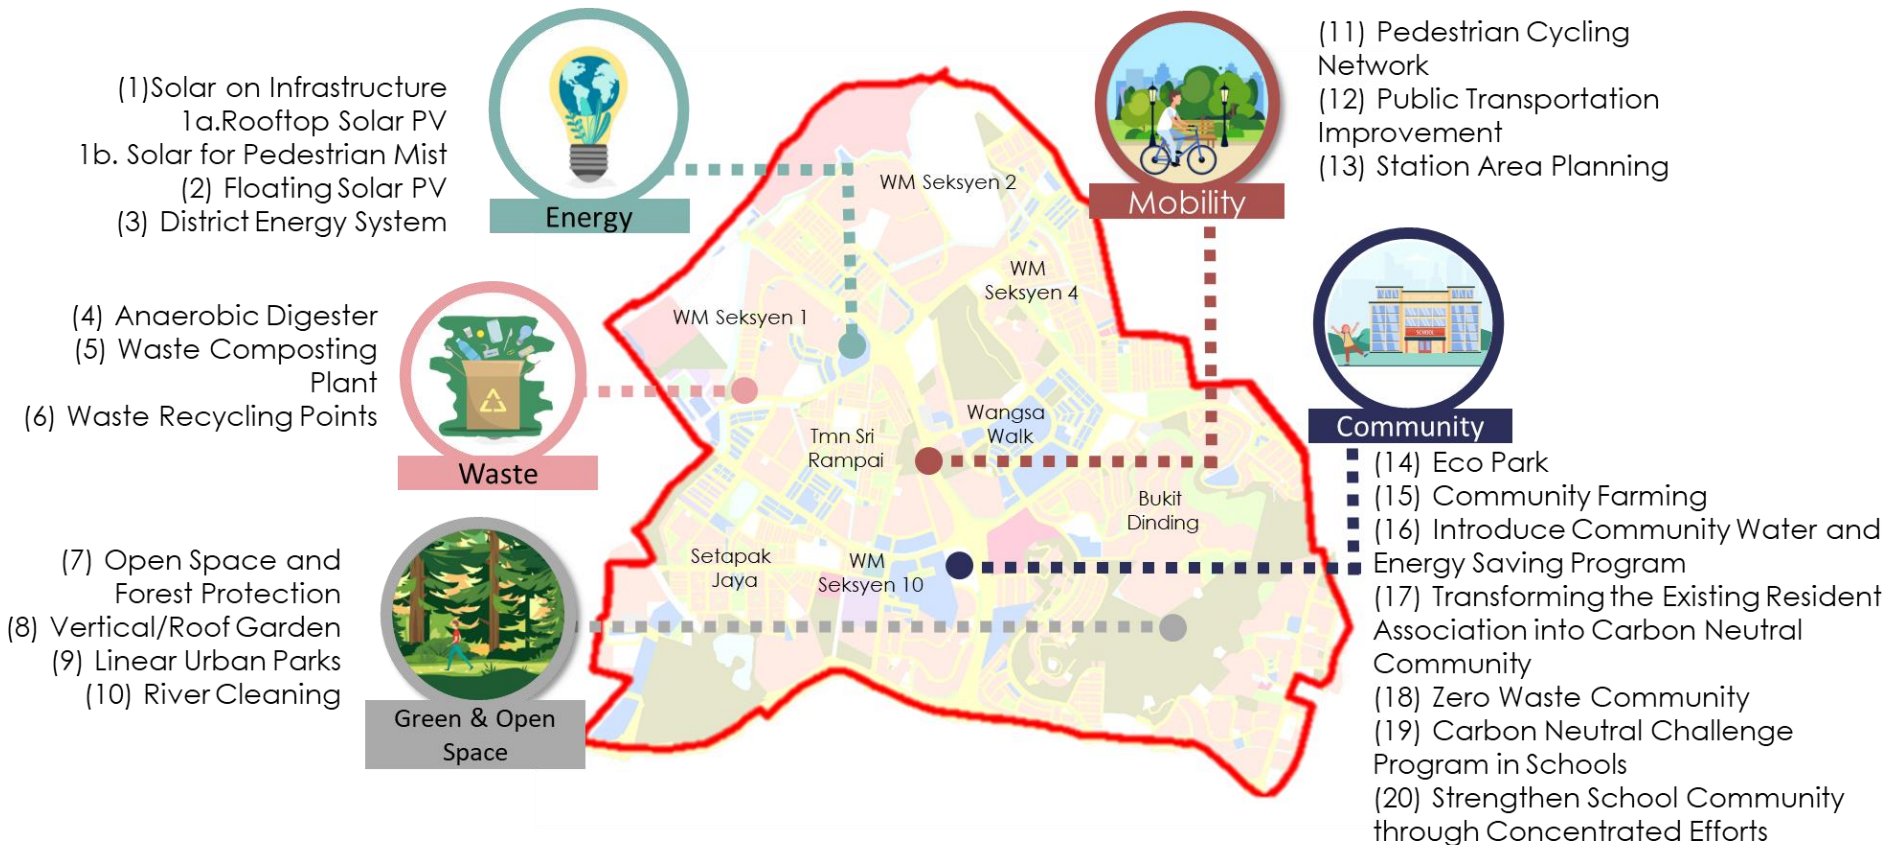 (1)Solar on Infrastructure
1a.Rooftop Solar PV
1b. Solar for Pedestrian Mist
(2) Floating Solar PV
(3) District Energy System
Energy
(4) Anaerobic Digester
(5) Waste Composting
Plant
(6) Waste Recycling Points
Waste
(7) Open Space and
Forest Protection
(8) Vertical/Roof Garden
(9) Linear Urban Parks
(10) River Cleaning
Green & Open
Space
WM Seksyen 2
WM
Seksyen 4
WM Seksyen 1
Wangsa
Walk
Tmn Sri
Rampai
Bukit
Dinding
Setapak
Jaya
WM
Seksyen 10
Mobility
(11) Pedestrian Cycling
Network
(12) Public Transportation
Improvement
(13) Station Area Planning
SCHOOL
Community
(14) Eco Park
(15) Community Farming
(16) Introduce Community Water and
Energy Saving Program
(17) Transforming the Existing Resident
Association into Carbon Neutral
Community
(18) Zero Waste Community
(19) Carbon Neutral Challenge
Program in Schools
(20) Strengthen School Community
through Concentrated Efforts